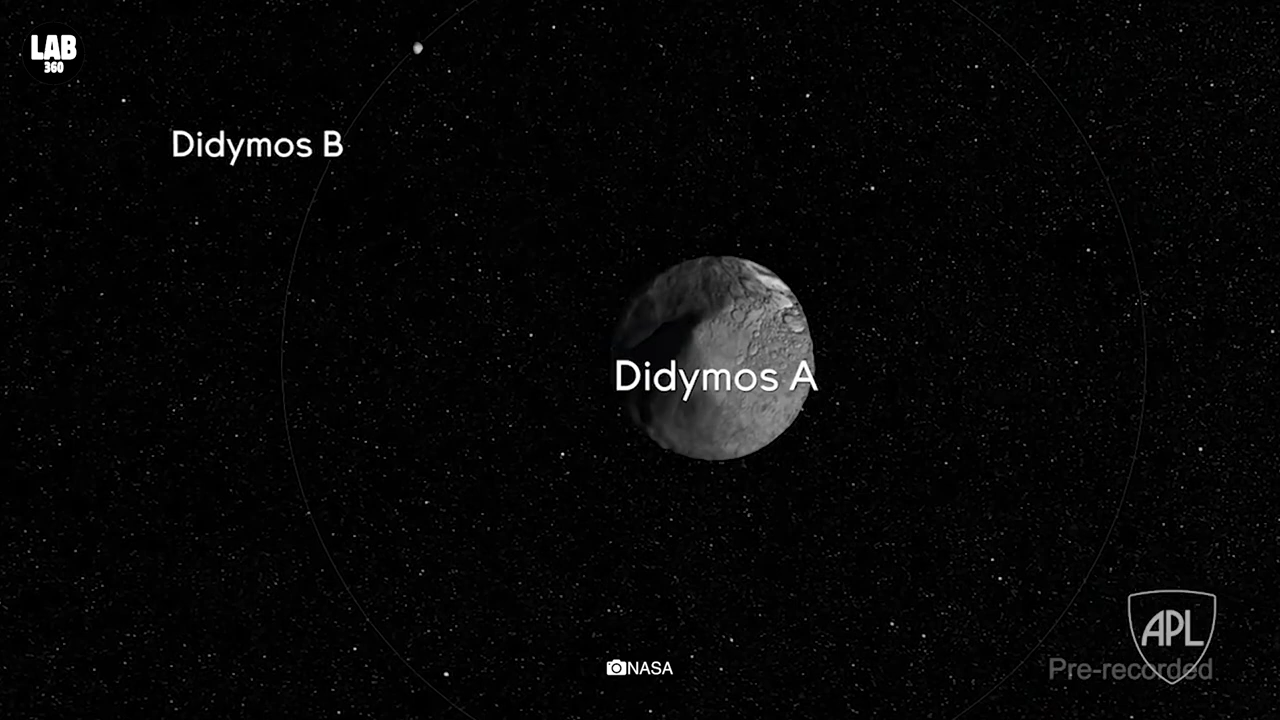 LAB
360
Didymos B
Didymos A
NASA
APL
Pre-recorded